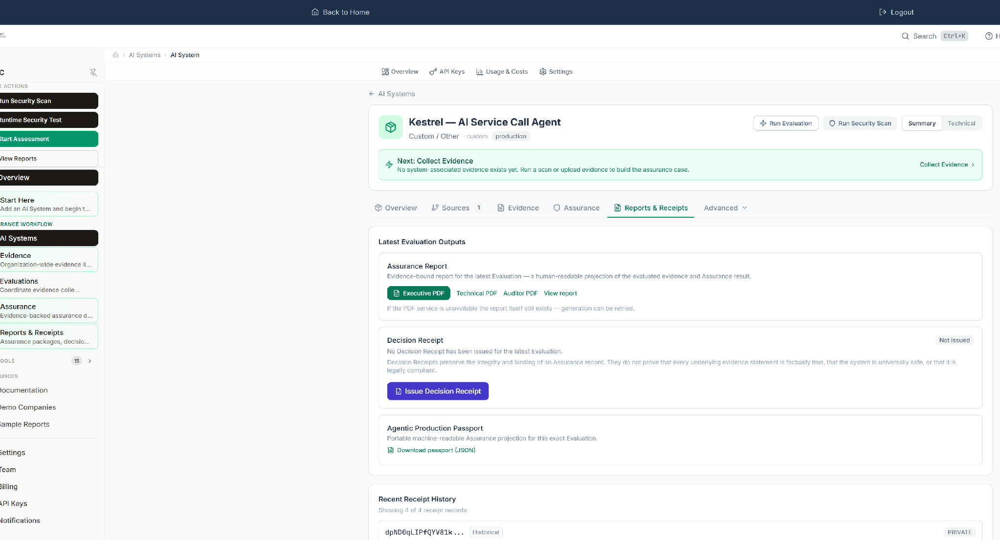 Back to Home
Logout
Search Ctrl+K
AI Systems > AI System
ACTIONS
Run Security Scan
Runtime Security Test
Start Assessment
View Reports
Overview
Start Here
Add an AI System and begin t...
RANCE WORKFLOW
AI Systems
Evidence
Organization-wide evidence li...
Evaluations
Coordinate evidence colle...
Assurance
Evidence-backed assurance d...
Reports & Receipts
Assurance packages, decisio...
OOLS 15
URCES
Documentation
Demo Companies
Sample Reports
Settings
Team
Billing
API Keys
Notifications
Overview API Keys Usage & Costs Settings
AI Systems
Kestrel — AI Service Call Agent
Custom / Other · custom production
Run Evaluation Run Security Scan Summary Technical
Next: Collect Evidence
No system-associated evidence exists yet. Run a scan or upload evidence to build the assurance case.
Collect Evidence
Overview Sources 1 Evidence Assurance Reports & Receipts Advanced
Latest Evaluation Outputs
Assurance Report
Evidence-bound report for the latest Evaluation — a human-readable projection of the evaluated evidence and Assurance result.
Executive PDF Technical PDF Auditor PDF View report
If the PDF service is unavailable the report itself still exists — generation can be retried.
Decision Receipt
Not issued
No Decision Receipt has been issued for the latest Evaluation.
Decision Receipts preserve the integrity and binding of an Assurance record. They do not prove that every underlying evidence statement is factually true, that the system is universally safe, or that it is
legally compliant.
Issue Decision Receipt
Agentic Production Passport
Portable machine-readable Assurance projection for this exact Evaluation.
Download passport (JSON)
Recent Receipt History
Showing 4 of 4 receipt records.
dpND0qLIPfQYV81k... Historical PRIVATE